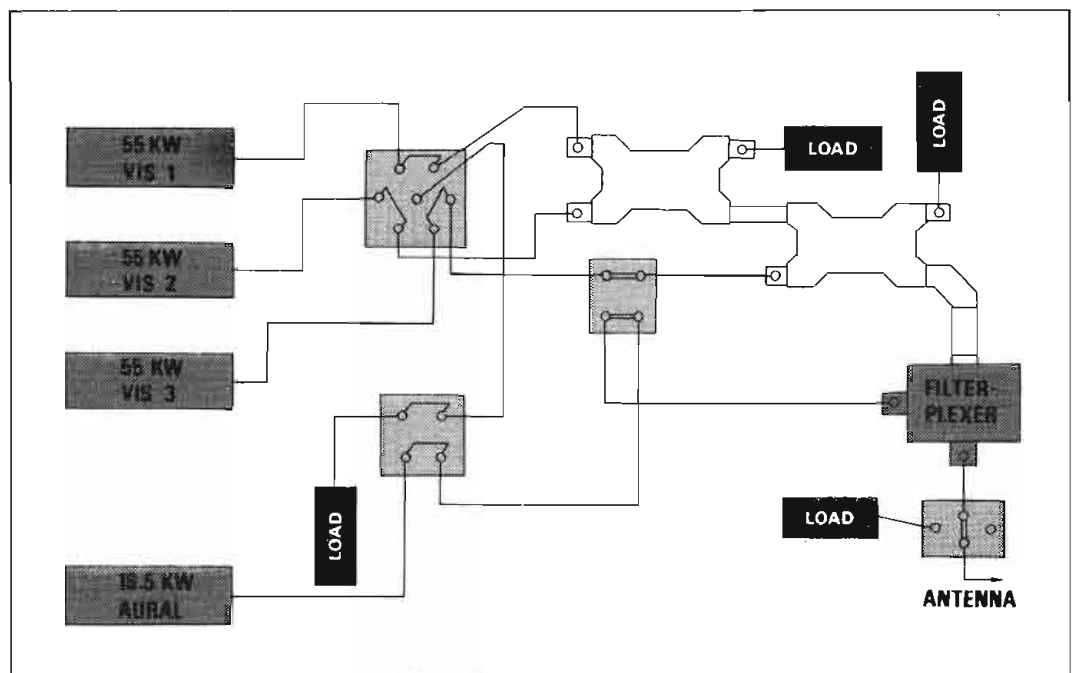 55 KW
VIS 1
55 KW
VIS 2
55 KW
VIS 3
LOAD
LOAD
LOAD
FILTER-
PLEXER
LOAD
16.5 KW
AURAL
ANTENNA